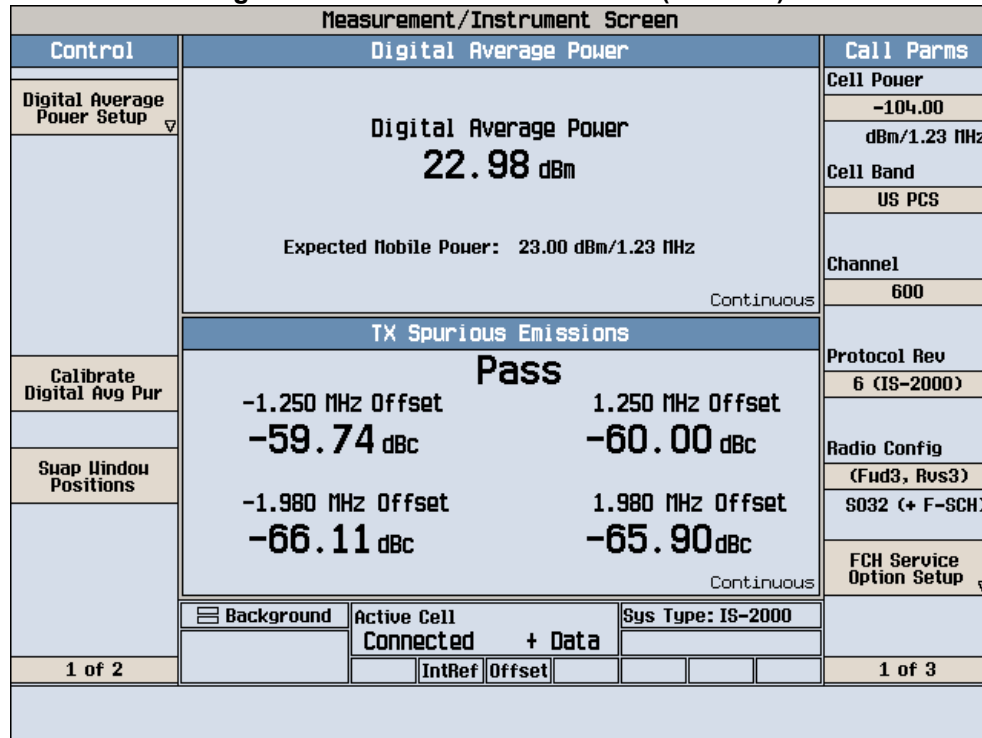 Measurement/Instrument Screen
Control
Digital Average
Power Setup
Calibrate
Digital Avg Pwr
Swap Window
Positions
1 of 2
Digital Average Power
Digital Average Power
22.98 dBm
Expected Mobile Power: 23.00 dBm/1.23 MHz
Continuous
TX Spurious Emissions
Pass
-1.250 MHz Offset 1.250 MHz Offset
-59.74 dBc -60.00 dBc
-1.980 MHz Offset 1.980 MHz Offset
-66.11 dBc -65.90 dBc
Continuous
Background Active Cell Sys Type: IS-2000
Connected + Data
IntRef Offset
Call Parms
Cell Power
-104.00
dBm/1.23 MHz
Cell Band
US PCS
Channel
600
Protocol Rev
6 (IS-2000)
Radio Config
(Fwd3, Rvs3)
SO32 (+ F-SCH)
FCH Service
Option Setup
1 of 3